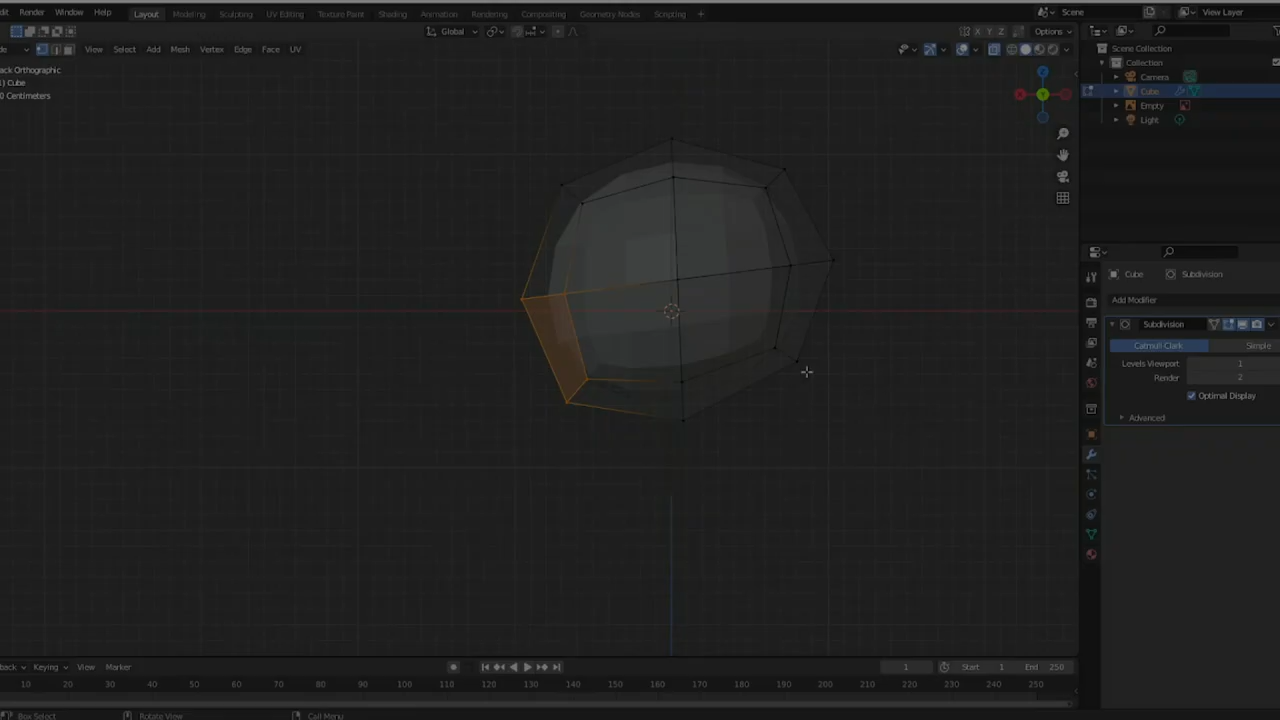 dit Render Window Help Layout Modeling Sculpting UV Editing Texture Paint Shading Animation Rendering Compositing Geometry Nodes Scripting + Scene View Layer
Global X Y Z Options
de View Select Add Mesh Vertex Edge Face UV
ack Orthographic
) Cube
0 Centimeters
Z
X
Y
Scene Collection
Collection
Camera
Cube
Empty
Light
Cube Subdivision
Add Modifier
Subdivision
Catmull-Clark Simple
Levels Viewport 1
Render 2
Optimal Display
Advanced
back Keying View Marker 1 Start 1 End 250
10 20 30 40 50 60 70 80 90 100 110 120 130 140 150 160 170 180 190 200 210 220 230 240 250
Box Select Rotate View Call Menu